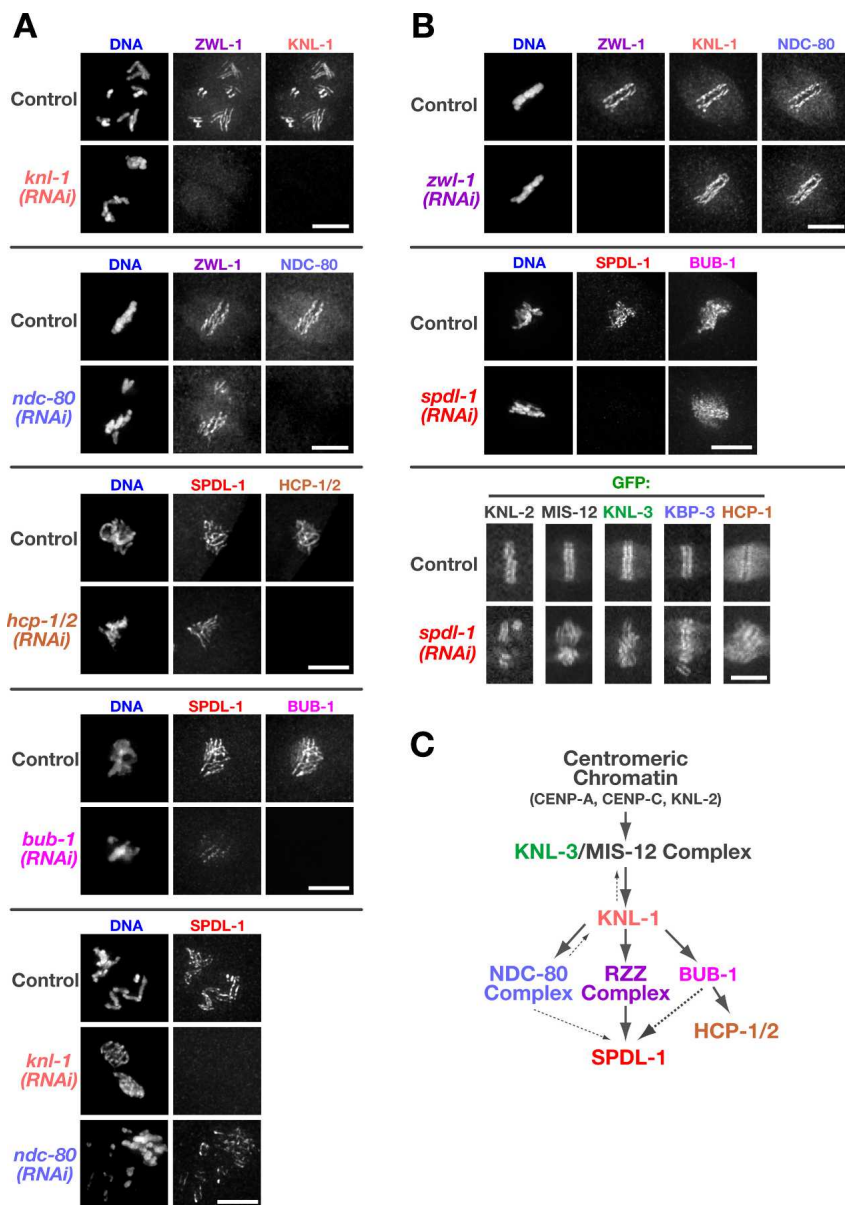 A
DNA ZWL-1 KNL-1
Control
knl-1
(RNAi)
DNA ZWL-1 NDC-80
Control
ndc-80
(RNAi)
DNA SPDL-1 HCP-1/2
Control
hcp-1/2
(RNAi)
DNA SPDL-1 BUB-1
Control
bub-1
(RNAi)
DNA SPDL-1
Control
knl-1
(RNAi)
ndc-80
(RNAi)
B
DNA ZWL-1 KNL-1 NDC-80
Control
zwl-1
(RNAi)
DNA SPDL-1 BUB-1
Control
spdl-1
(RNAi)
GFP:
KNL-2 MIS-12 KNL-3 KBP-3 HCP-1
Control
spdl-1
(RNAi)
C
Centromeric
Chromatin
(CENP-A, CENP-C, KNL-2)
KNL-3/MIS-12 Complex
KNL-1
NDC-80 RZZ BUB-1
Complex Complex
HCP-1/2
SPDL-1